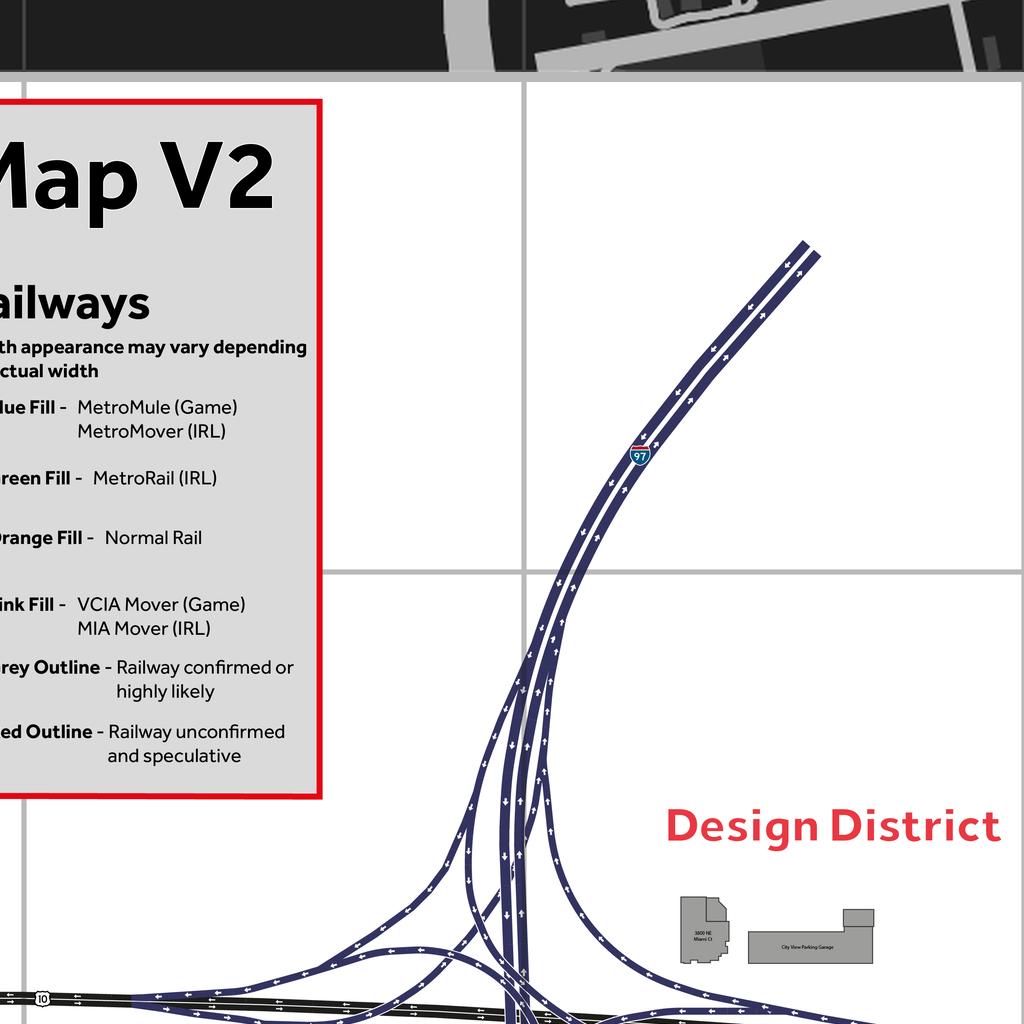 Map V2
ailways
th appearance may vary depending
ctual width
lue Fill - MetroMule (Game)
MetroMover (IRL)
reen Fill - MetroRail (IRL)
range Fill - Normal Rail
ink Fill - VCIA Mover (Game)
MIA Mover (IRL)
rey Outline - Railway confirmed or
highly likely
ed Outline - Railway unconfirmed
and speculative
97
Design District
3800 NE
Miami Ct
City View Parking Garage
10